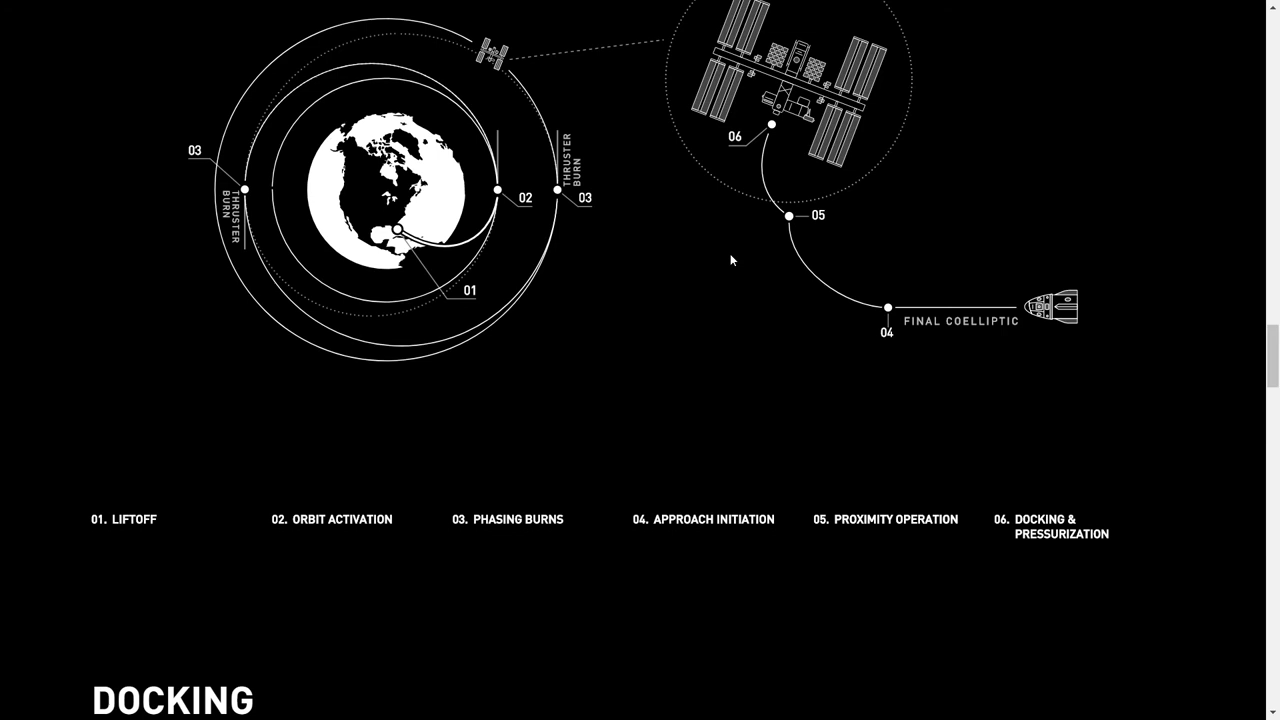 03
THRUSTER
BURN
02
THRUSTER
BURN
03
01
06
05
04
FINAL COELLIPTIC
01. LIFTOFF
02. ORBIT ACTIVATION
03. PHASING BURNS
04. APPROACH INITIATION
05. PROXIMITY OPERATION
06. DOCKING &
PRESSURIZATION
DOCKING